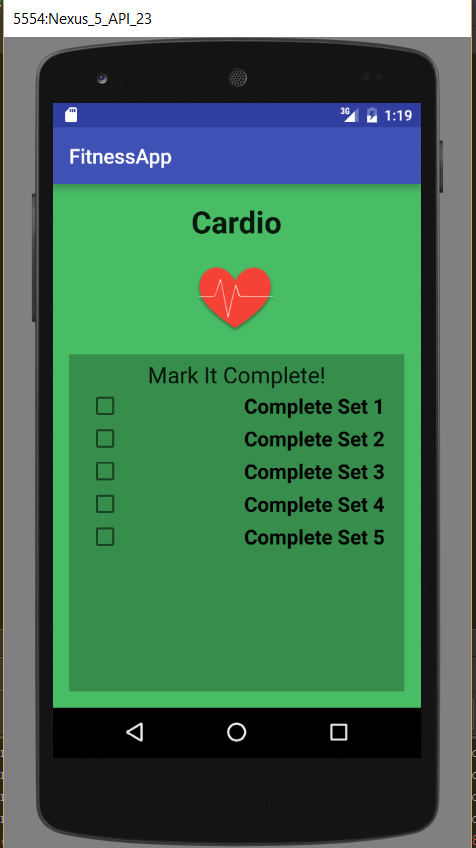 5554:Nexus_5_API_23
3G 1:19
FitnessApp
Cardio
Mark It Complete!
Complete Set 1
Complete Set 2
Complete Set 3
Complete Set 4
Complete Set 5